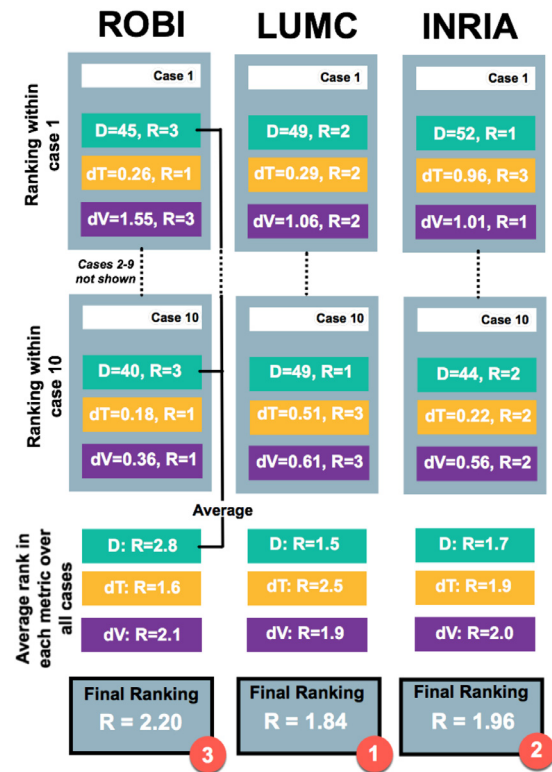 ROBI LUMC INRIA
Ranking within
case 1
Case 1 Case 1 Case 1
D=45, R=3 D=49, R=2 D=52, R=1
dT=0.26, R=1 dT=0.29, R=2 dT=0.96, R=3
dV=1.55, R=3 dV=1.06, R=2 dV=1.01, R=1
Cases 2-9
not shown
Ranking within
case 10
Case 10 Case 10 Case 10
D=40, R=3 D=49, R=1 D=44, R=2
dT=0.18, R=1 dT=0.51, R=3 dT=0.22, R=2
dV=0.36, R=1 dV=0.61, R=3 dV=0.56, R=2
Average
Average rank in
each metric over
all cases
D: R=2.8 D: R=1.5 D: R=1.7
dT: R=1.6 dT: R=2.5 dT: R=1.9
dV: R=2.1 dV: R=1.9 dV: R=2.0
Final Ranking Final Ranking Final Ranking
R = 2.20 R = 1.84 R = 1.96
3 1 2